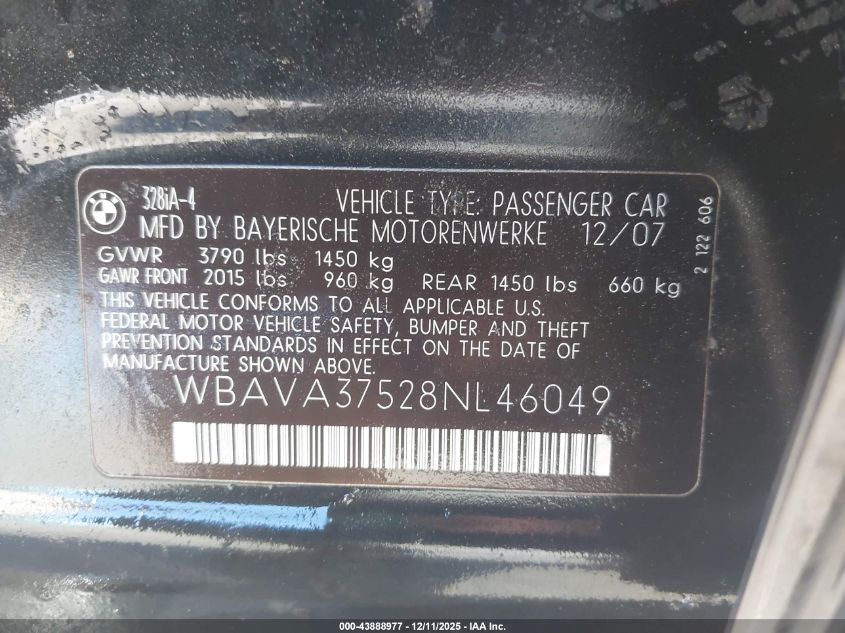 BMW
328iA-4 VEHICLE TYPE: PASSENGER CAR
MFD BY BAYERISCHE MOTORENWERKE 12/07
GVWR 3790 lbs 1450 kg
GAWR FRONT 2015 lbs 960 kg REAR 1450 lbs 660 kg
THIS VEHICLE CONFORMS TO ALL APPLICABLE U.S.
FEDERAL MOTOR VEHICLE SAFETY, BUMPER AND THEFT
PREVENTION STANDARDS IN EFFECT ON THE DATE OF
MANUFACTURE SHOWN ABOVE.
WBAVA37528NL46049
2 122 606
000-43888977 - 12/11/2025 - IAA Inc.